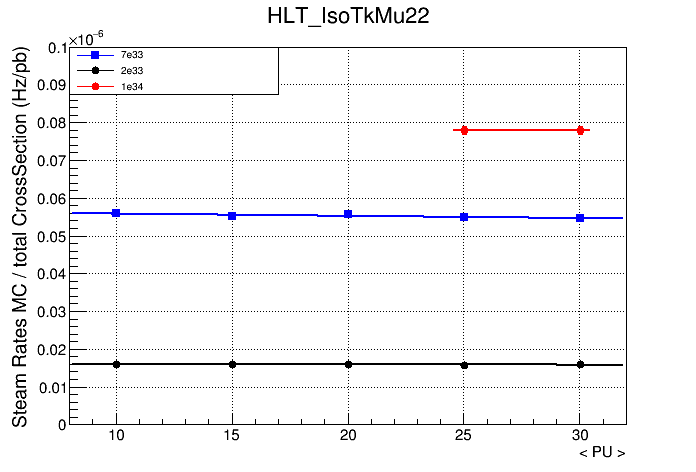 HLT_IsoTkMu22
×10⁻⁶
Steam Rates MC / total CrossSection (Hz/pb)
7e33
2e33
1e34
0.1
0.09
0.08
0.07
0.06
0.05
0.04
0.03
0.02
0.01
0
10 15 20 25 30
< PU >